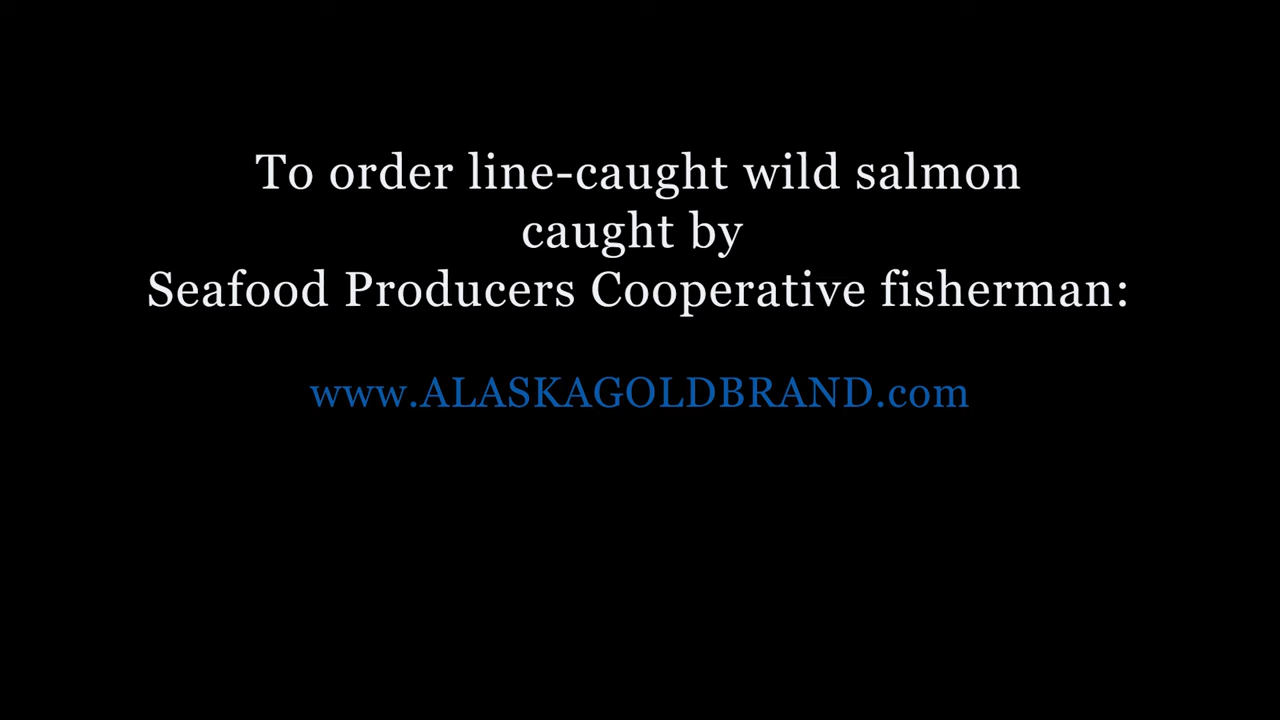 To order line-caught wild salmon
caught by
Seafood Producers Cooperative fisherman:
www.ALASKAGOLDBRAND.com